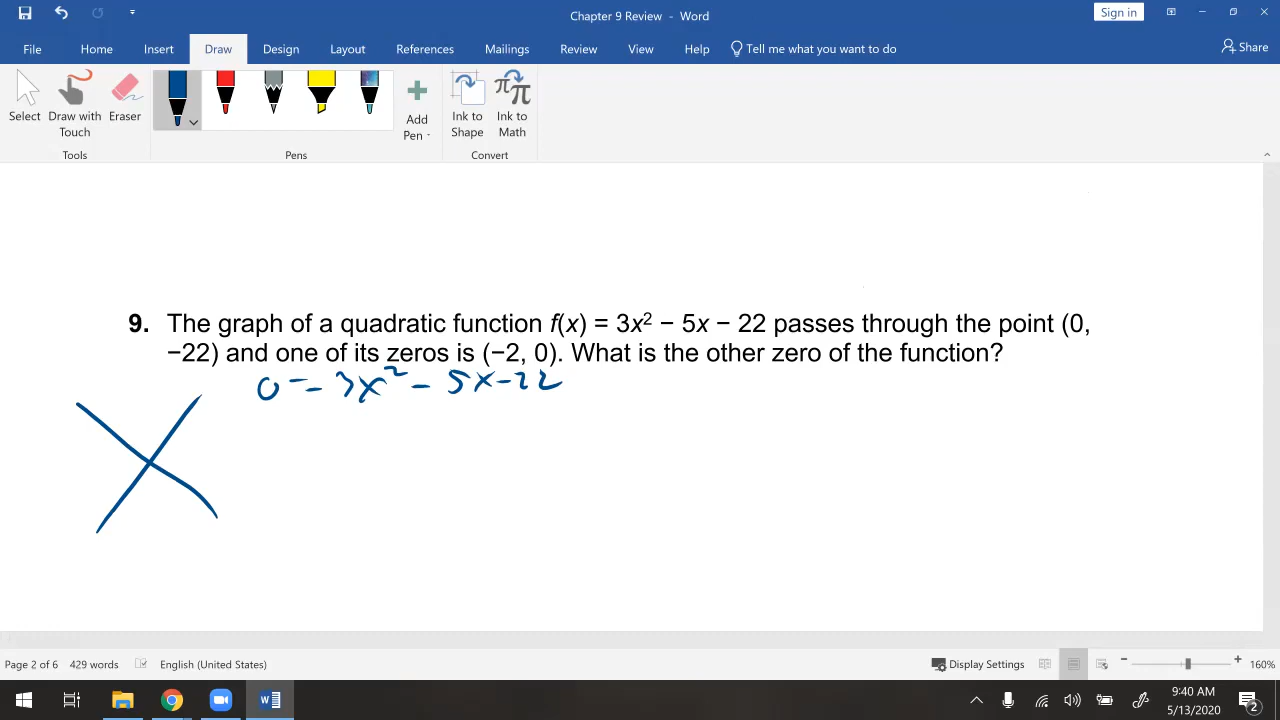 Chapter 9 Review - Word
Sign in
File Home Insert Draw Design Layout References Mailings Review View Help Tell me what you want to do Share
Select Draw with Touch Eraser Add Pen Ink to Shape Ink to Math
Tools Pens Convert
9. The graph of a quadratic function f(x) = 3x² − 5x − 22 passes through the point (0,
−22) and one of its zeros is (−2, 0). What is the other zero of the function?
0 = 3x² - 5x - 22
Page 2 of 6 429 words English (United States) Display Settings 160%
9:40 AM
5/13/2020
2